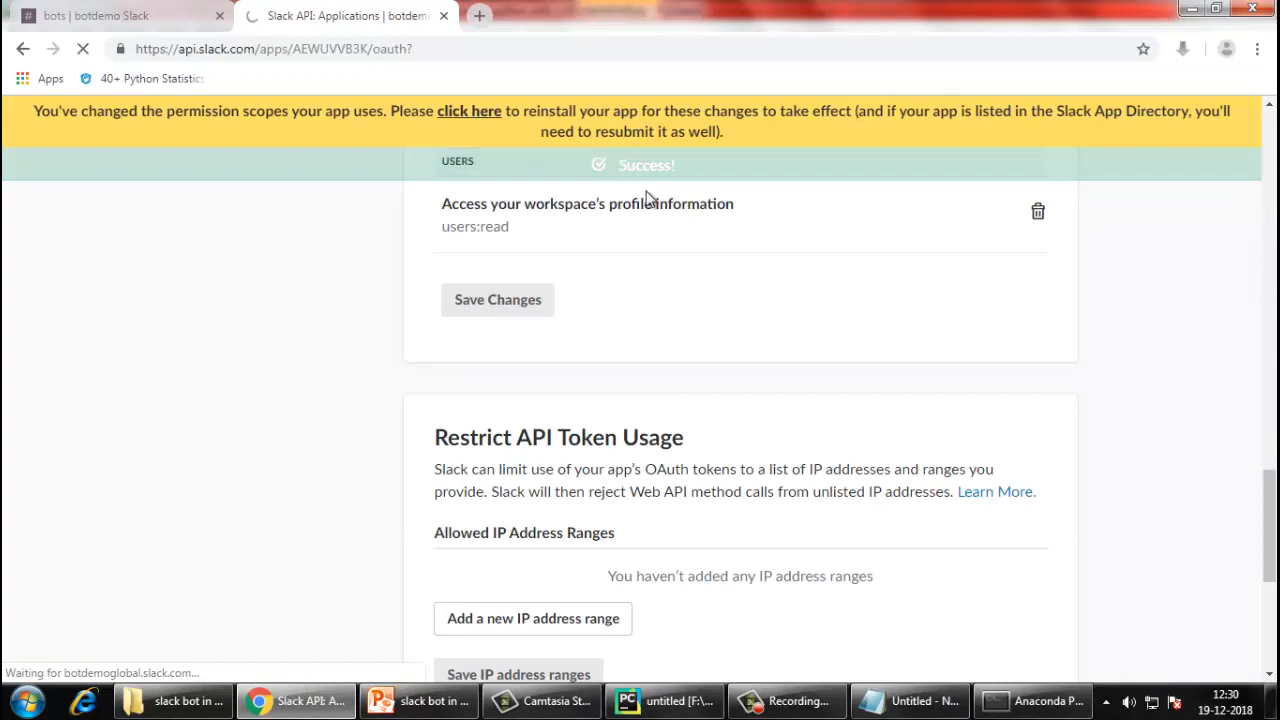 bots | botdemo Slack
Slack API: Applications | botdemo
https://api.slack.com/apps/AEWUVVB3K/oauth?
Apps
40+ Python Statistics
You've changed the permission scopes your app uses. Please click here to reinstall your app for these changes to take effect (and if your app is listed in the Slack App Directory, you'll
need to resubmit it as well).
USERS
Success!
Access your workspace's profile information
users:read
Save Changes
Restrict API Token Usage
Slack can limit use of your app's OAuth tokens to a list of IP addresses and ranges you
provide. Slack will then reject Web API method calls from unlisted IP addresses. Learn More.
Allowed IP Address Ranges
You haven't added any IP address ranges
Add a new IP address range
Save IP address ranges
Waiting for botdemoglobal.slack.com...
slack bot in ...
Slack API: A...
slack bot in ...
Camtasia St...
untitled [F:\...
Recording...
Untitled - N...
Anaconda P...
12:30
19-12-2018